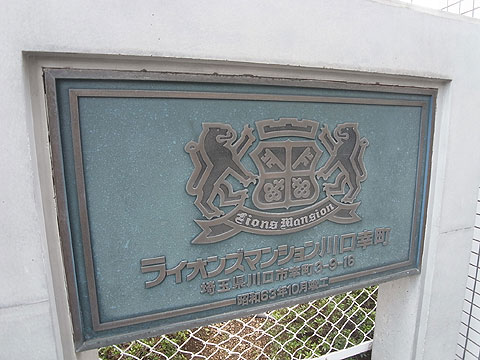 Lions Mansion
ライオンズマンション川口幸町
埼玉県川口市幸町3-9-16
昭和63年10月竣工